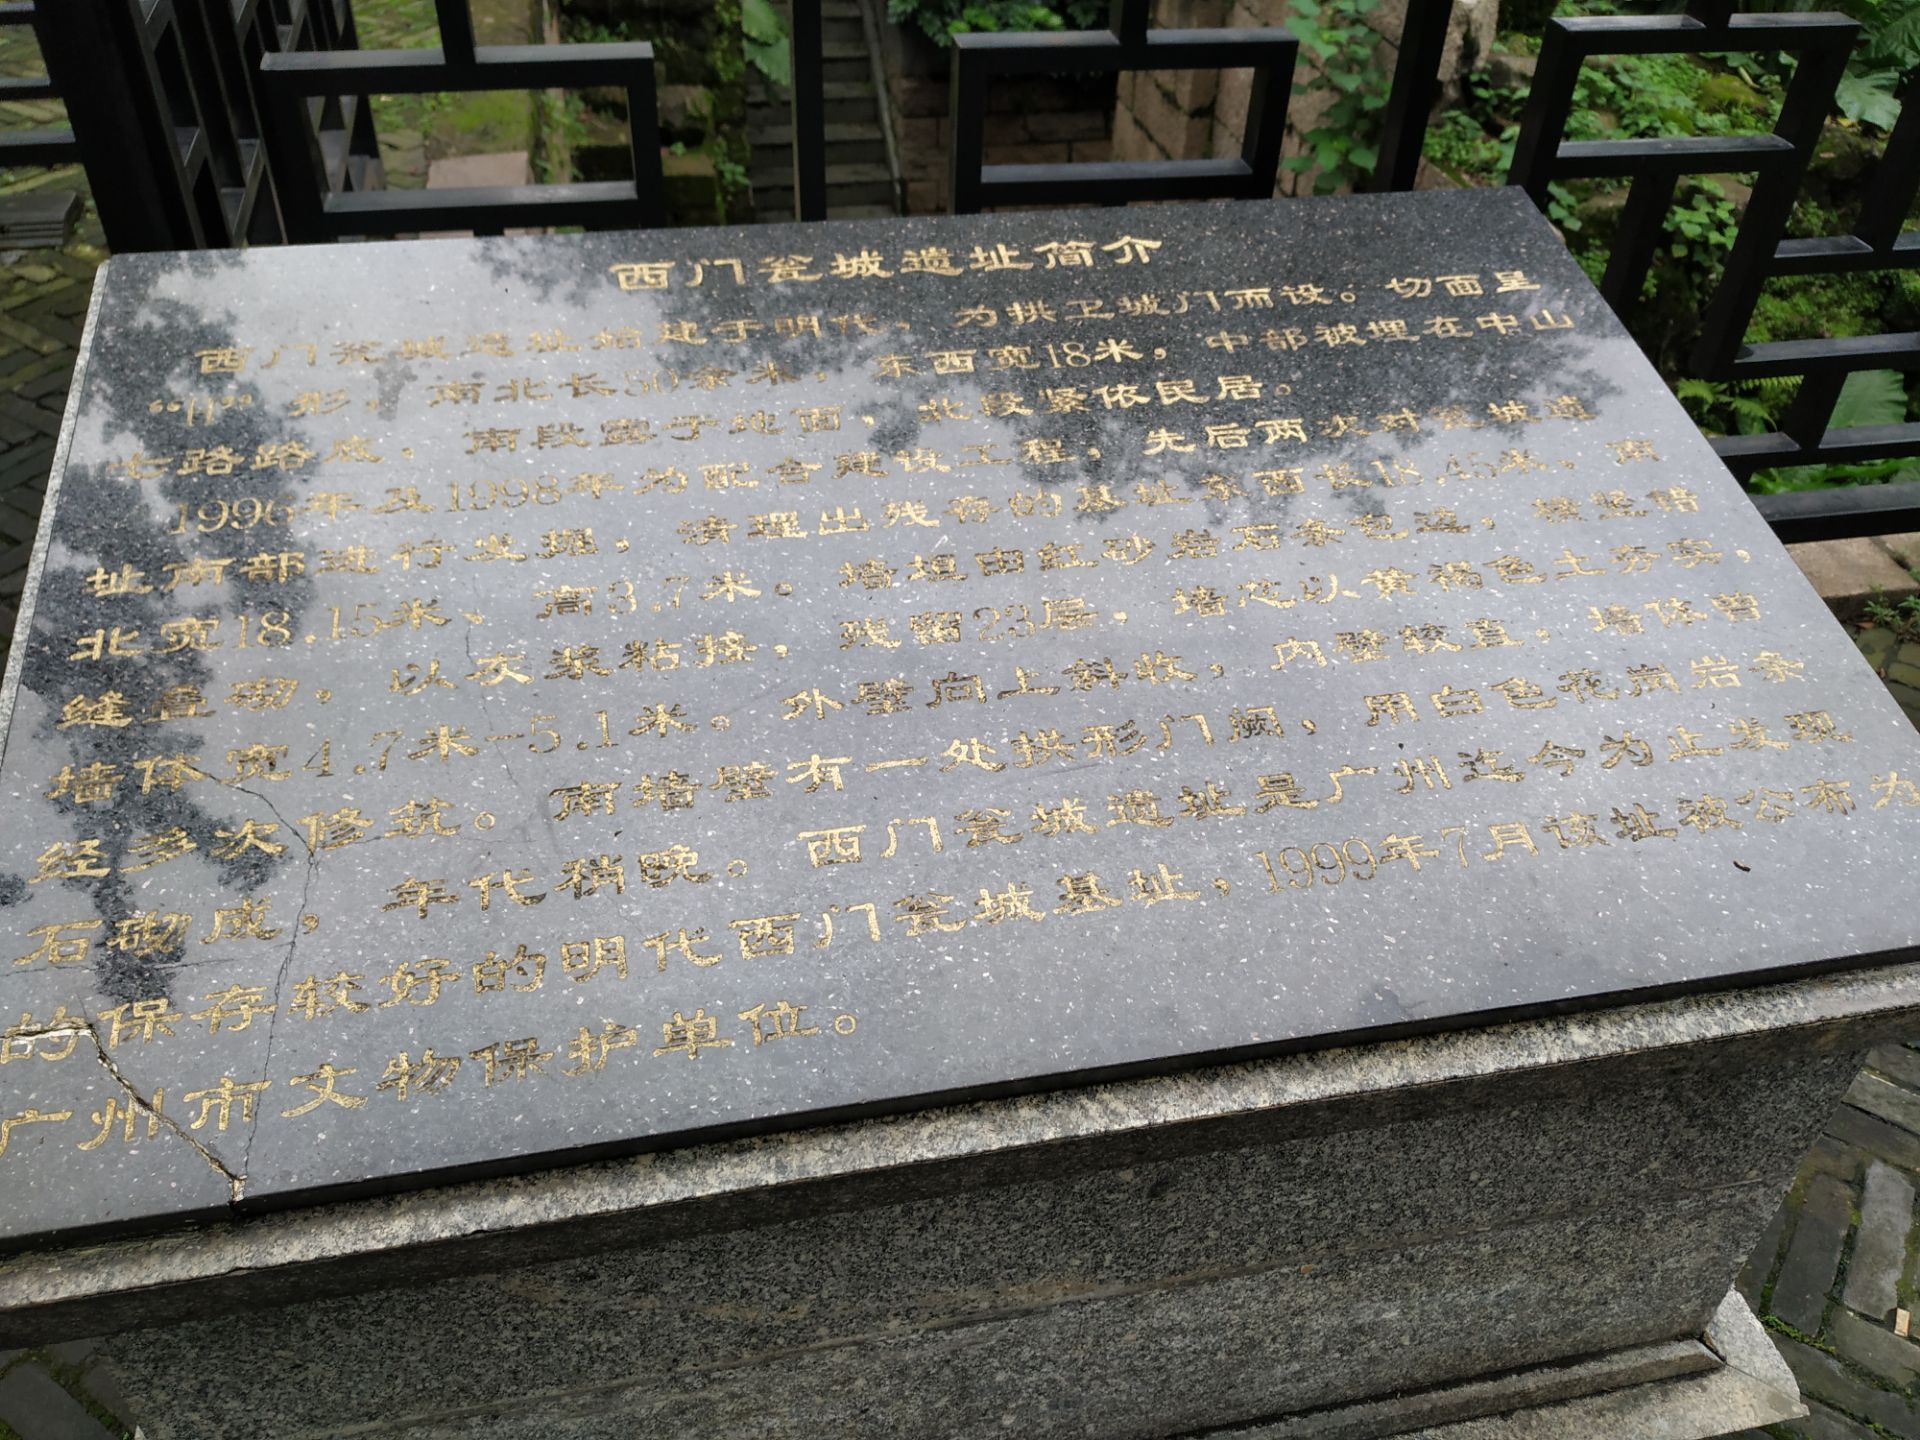 西门瓮城遗址简介
西门瓮城遗址始建于明代，为拱卫城门而设。切面呈
“H”形，南北长50余米，东西宽18米，中部被埋在中山
七路路底，南段露于地面，北段紧依民居。
1996年及1998年为配合建设工程，先后两次对瓮城遗
址南部进行发掘，清理出残存的基址东西长18.45米、南
北宽18.15米、高3.7米。墙垣由红砂岩石条包边，横竖错
缝叠砌，以灰浆粘接，残留23层，墙芯以黄褐色土夯实，
墙体宽4.7米-5.1米。外壁向上斜收，内壁较直，墙体曾
经多次修筑。南墙壁有一处拱形门阙，用白色花岗岩条
石砌成，年代稍晚。西门瓮城遗址是广州迄今为止发现
的保存较好的明代西门瓮城基址，1999年7月该址被公布为
广州市文物保护单位。